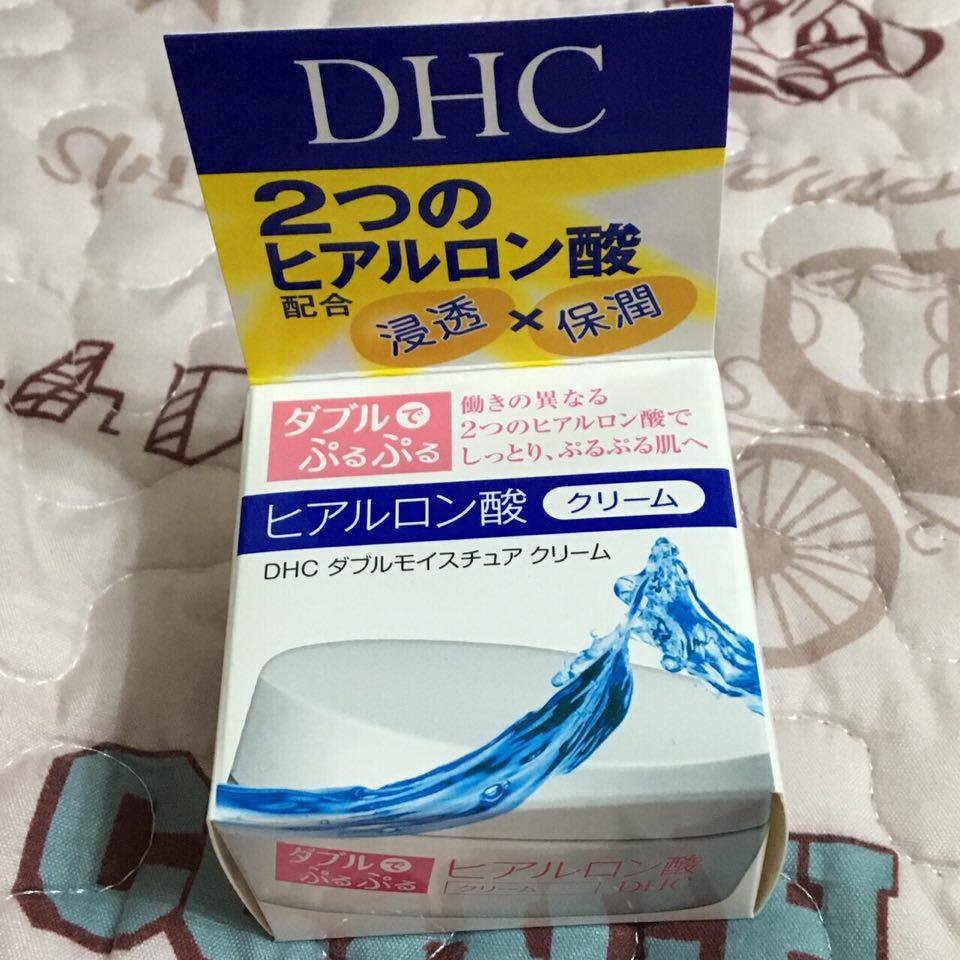 DHC
2つの
ヒアルロン酸
配合 浸透×保潤
ダブルで
ぷるぷる
働きの異なる
2つのヒアルロン酸で
しっとり、ぷるぷる肌へ
ヒアルロン酸 クリーム
DHC ダブルモイスチュア クリーム
ダブルで
ぷるぷる
ヒアルロン酸
クリーム DHC